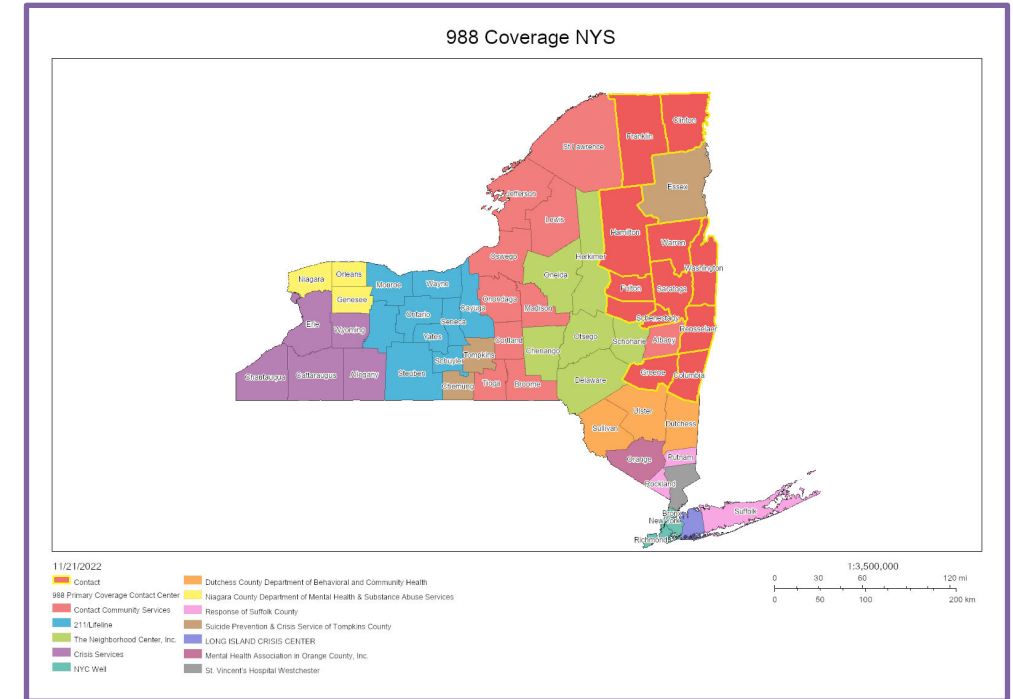 988 Coverage NYS
Clinton
Franklin
St Lawrence
Essex
Jefferson
Lewis
Hamilton
Warren
Oswego
Herkimer
Washington
Oneida
Orleans
Niagara
Monroe
Wayne
Fulton
Saratoga
Genesee
Onondaga
Madison
Cayuga
Ontario
Seneca
Schenectady
Erie
Wyoming
Rensselaer
Yates
Cortland
Otsego
Schoharie
Albany
Chenango
Tompkins
Schuyler
Chautauqua
Cattaraugus
Allegany
Steuben
Greene
Columbia
Chemung
Tioga
Broome
Delaware
Ulster
Sullivan
Dutchess
Orange
Putnam
Rockland
Suffolk
Bronx
New York
Richmond
11/21/2022
Contact
988 Primary Coverage Contact Center
Contact Community Services
211/Lifeline
The Neighborhood Center, Inc.
Crisis Services
NYC Well
Dutchess County Department of Behavioral and Community Health
Niagara County Department of Mental Health & Substance Abuse Services
Response of Suffolk County
Suicide Prevention & Crisis Service of Tompkins County
LONG ISLAND CRISIS CENTER
Mental Health Association in Orange County, Inc.
St. Vincent's Hospital Westchester
1:3,500,000
0 30 60 120 mi
0 50 100 200 km